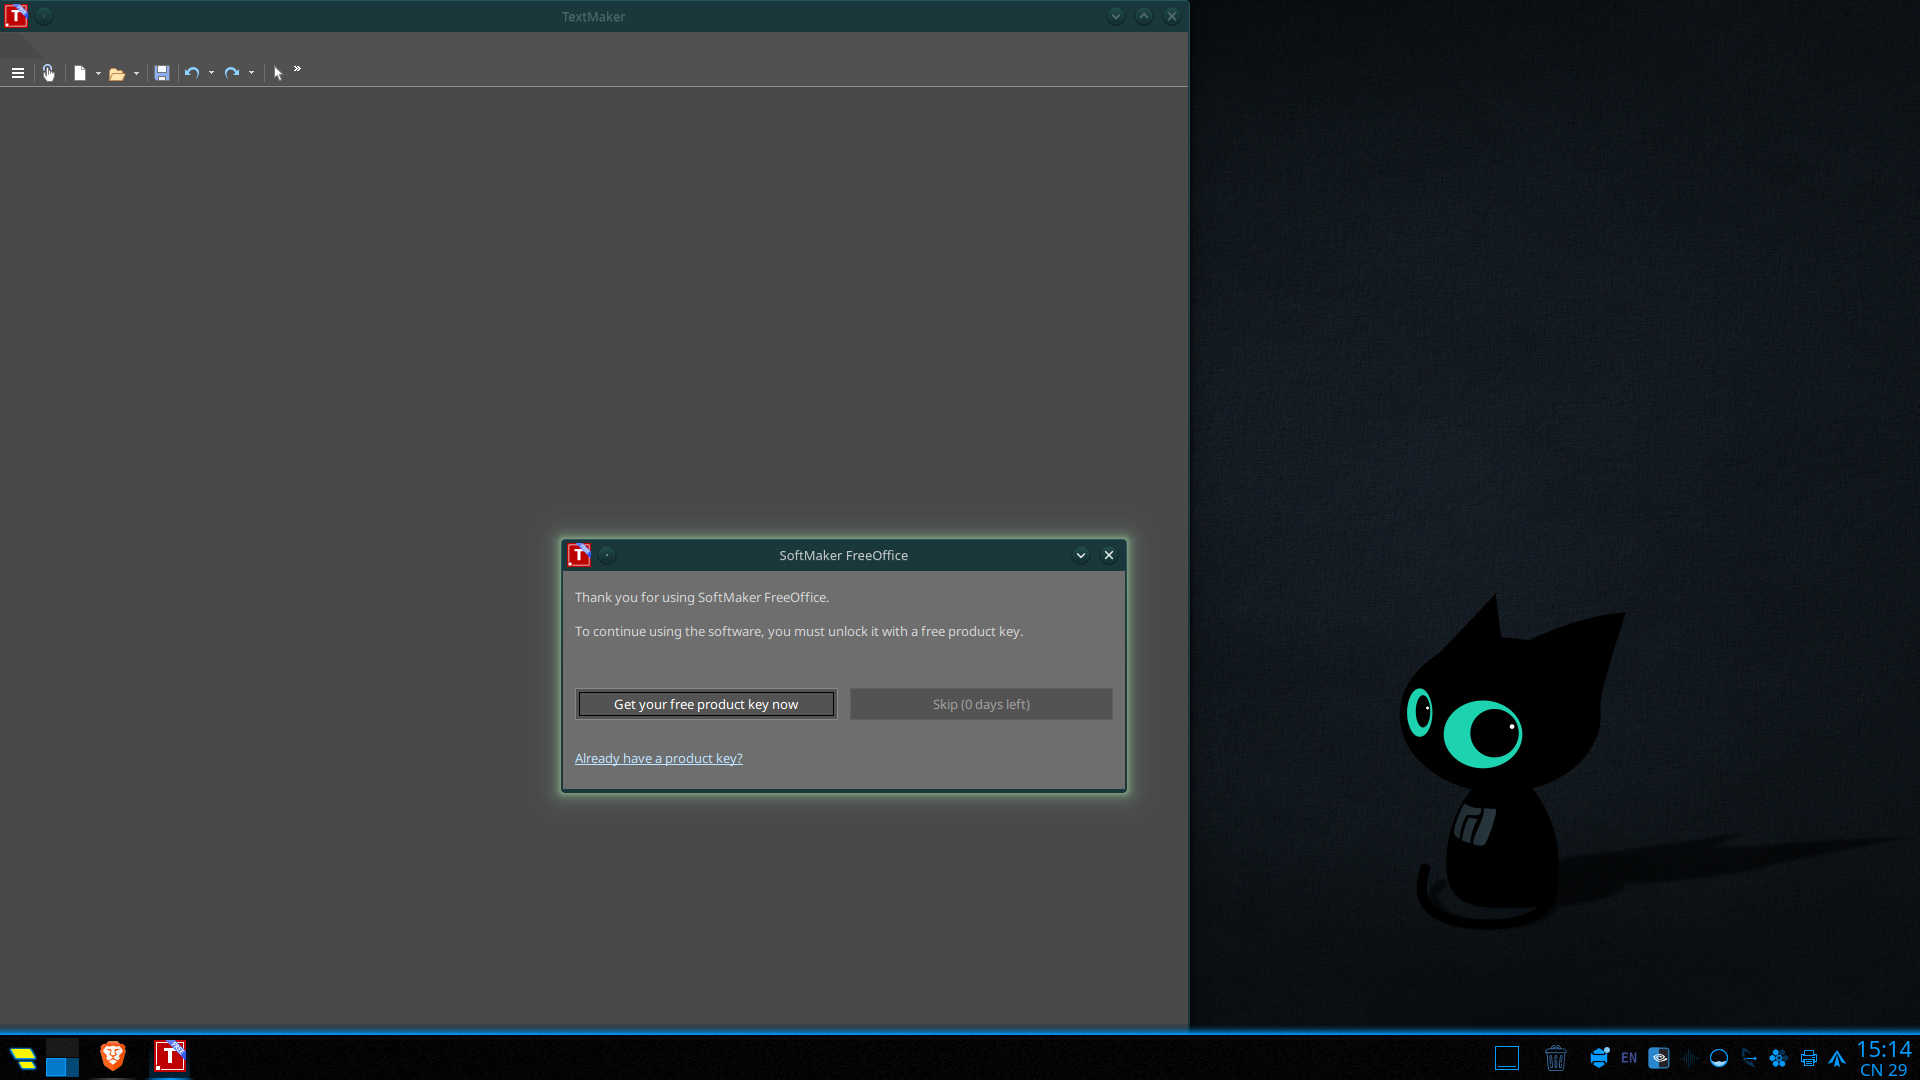 TextMaker
SoftMaker FreeOffice
Thank you for using SoftMaker FreeOffice.
To continue using the software, you must unlock it with a free product key.
Get your free product key now
Skip (0 days left)
Already have a product key?
EN
15:14
CN 29